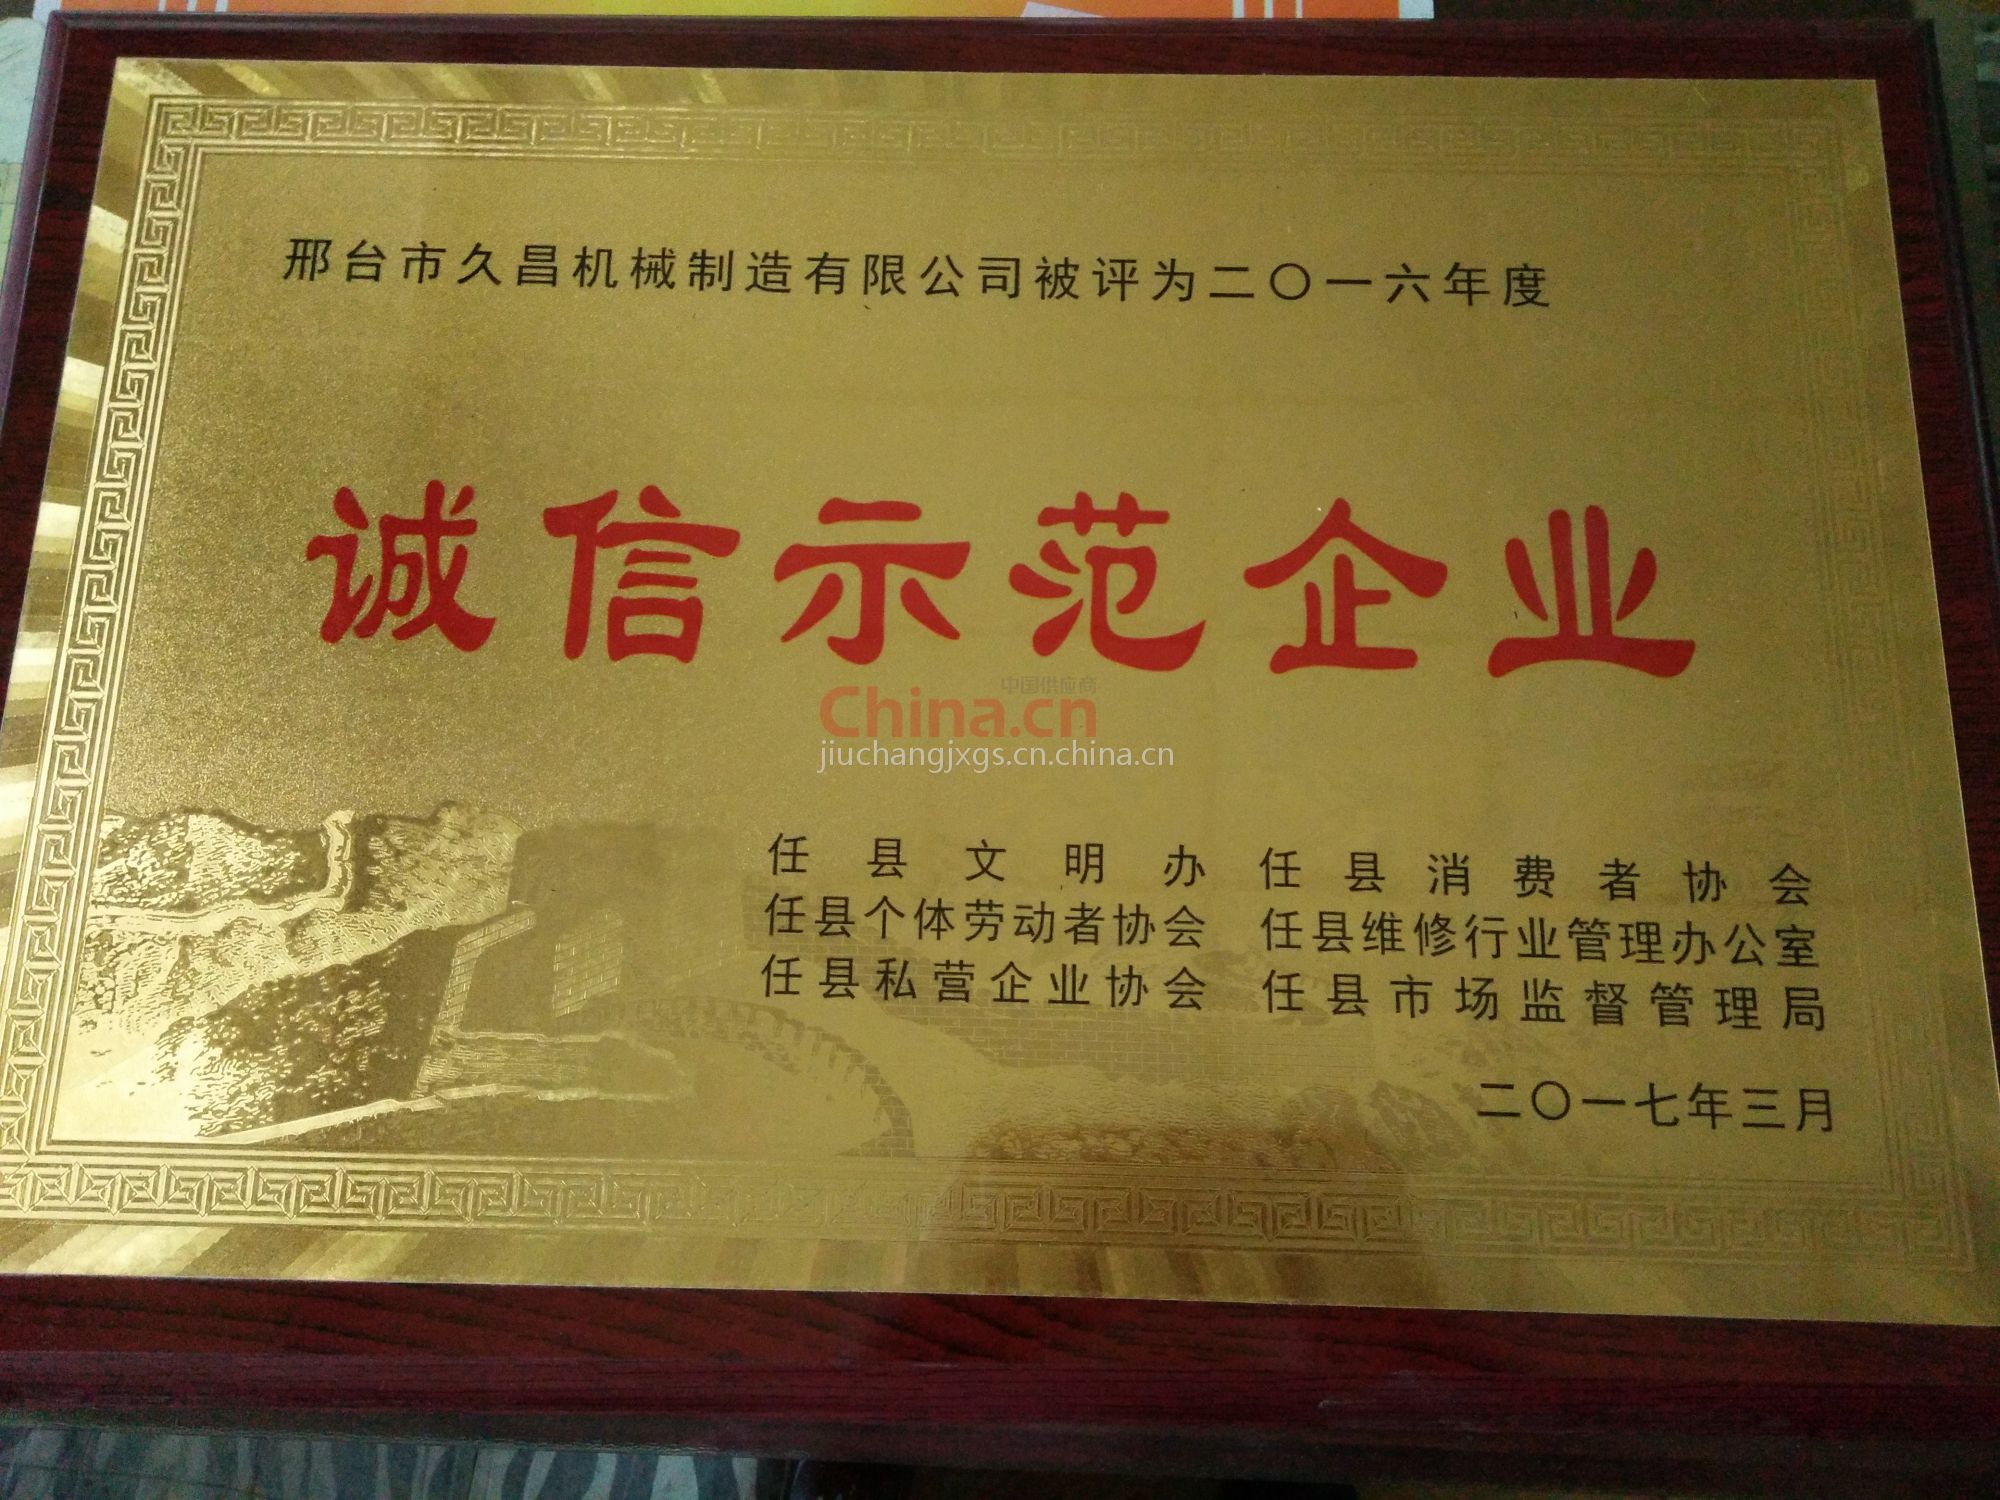 邢台市久昌机械制造有限公司被评为二〇一六年度
诚信示范企业
中国供应商
China.cn
jiuchangjxgs.cn.china.cn
任县文明办 任县消费者协会
任县个体劳动者协会 任县维修行业管理办公室
任县私营企业协会 任县市场监督管理局
二〇一七年三月